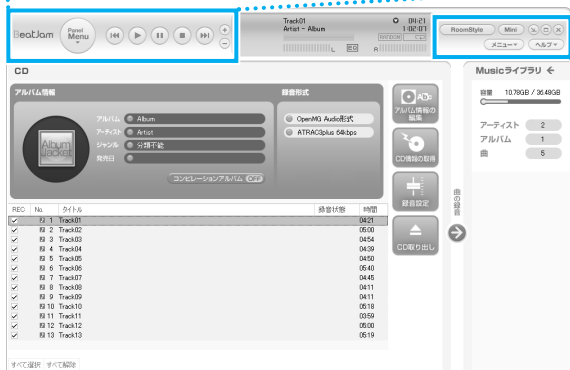 BeatJam
Panel
Menu
Track01
Artist - Album
04:21
1:02:07
RANDOM
L EQ R
RoomStyle Mini
メニュー ヘルプ
CD
Musicライブラリ
アルバム情報
録音形式
容量 10.78GB / 36.48GB
アルバム Album
アーティスト Artist
ジャンル 分類不能
発売日
Album
Jacket
OpenMG Audio形式
ATRAC3plus 64kbps
コンピレーションアルバム OFF
アルバム情報の
編集
CD情報の取得
録音設定
CD取り出し
アーティスト 2
アルバム 1
曲 5
曲の録音
REC No. タイトル 録音状態 時間
1 Track01 04:21
2 Track02 05:00
3 Track03 04:54
4 Track04 04:39
5 Track05 04:50
6 Track06 05:40
7 Track07 04:45
8 Track08 04:11
9 Track09 04:11
10 Track10 05:18
11 Track11 03:59
12 Track12 05:00
13 Track13 05:19
すべて選択 すべて解除